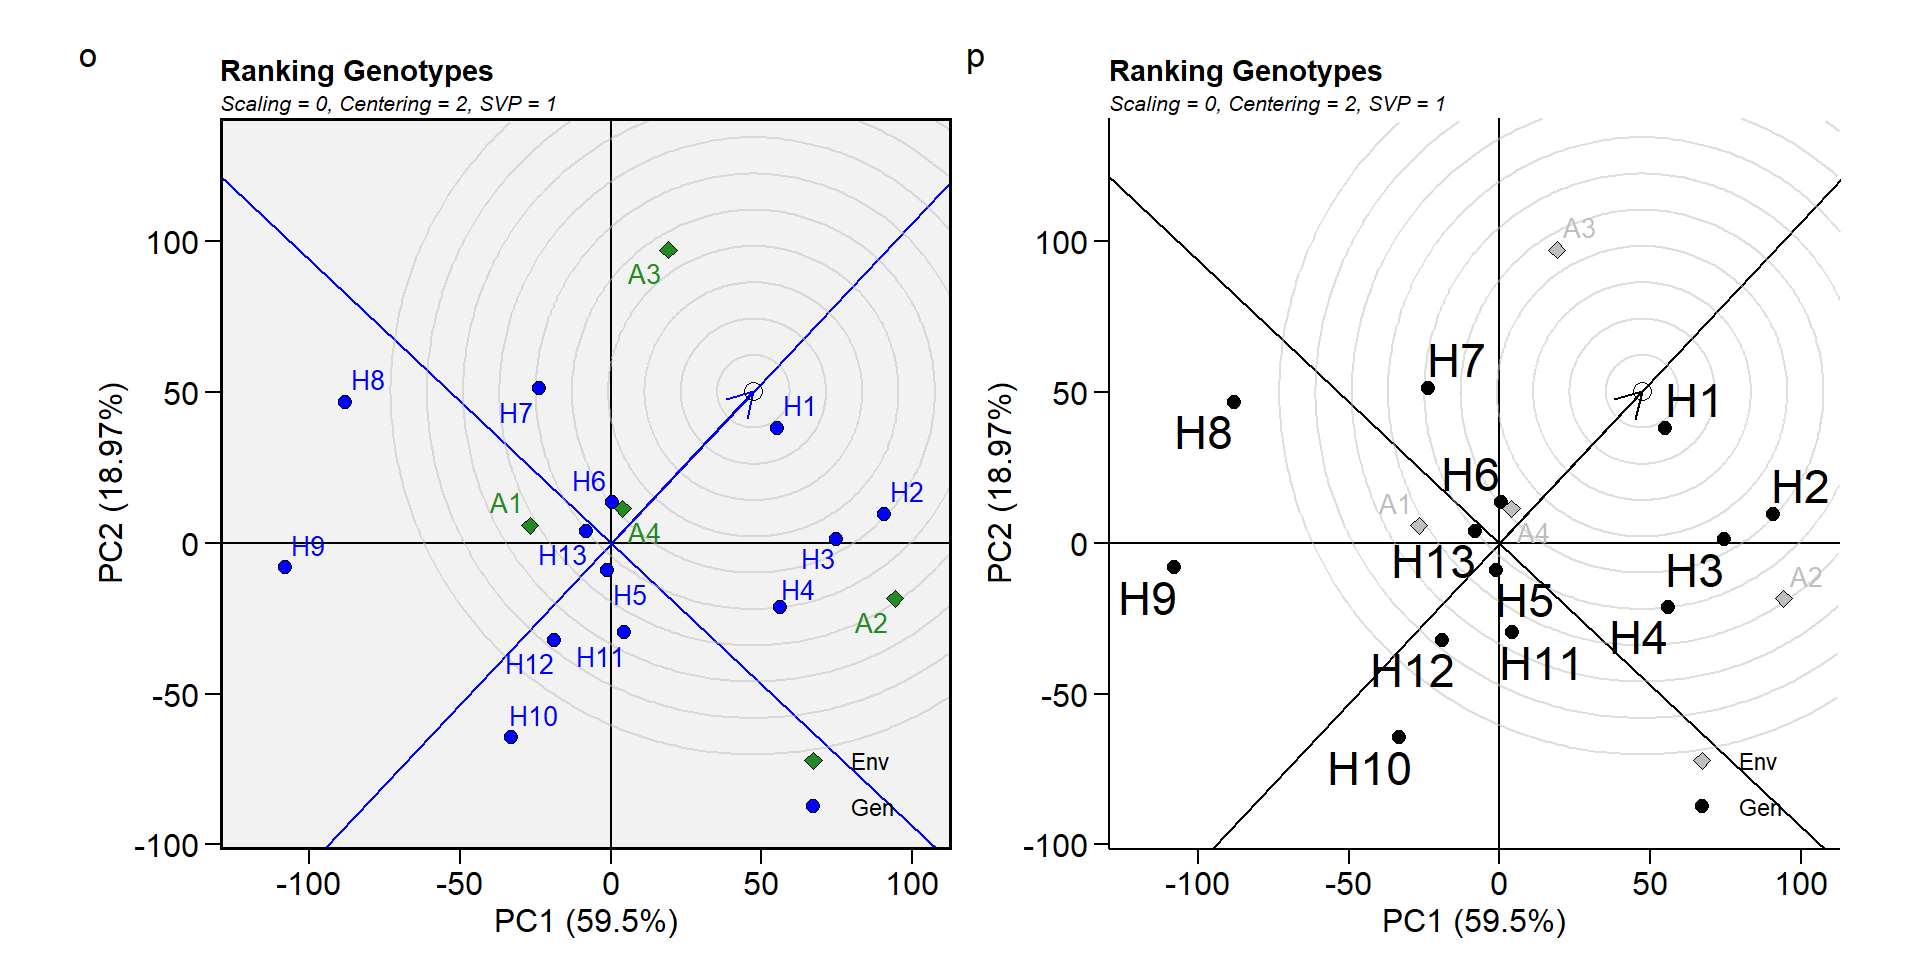 o
Ranking Genotypes
Scaling = 0, Centering = 2, SVP = 1
100
50
0
-50
-100
PC2 (18.97%)
A3
H8
H7
H1
H6
A1
H2
A4
H9
H13
H3
H5
H4
A2
H12
H11
H10
Env
Gen
-100
-50
0
50
100
PC1 (59.5%)
p
Ranking Genotypes
Scaling = 0, Centering = 2, SVP = 1
100
50
0
-50
-100
PC2 (18.97%)
A3
H7
H1
H8
H6
H2
A1
A4
H13
H3
A2
H9
H5
H4
H12
H11
H10
Env
Gen
-100
-50
0
50
100
PC1 (59.5%)